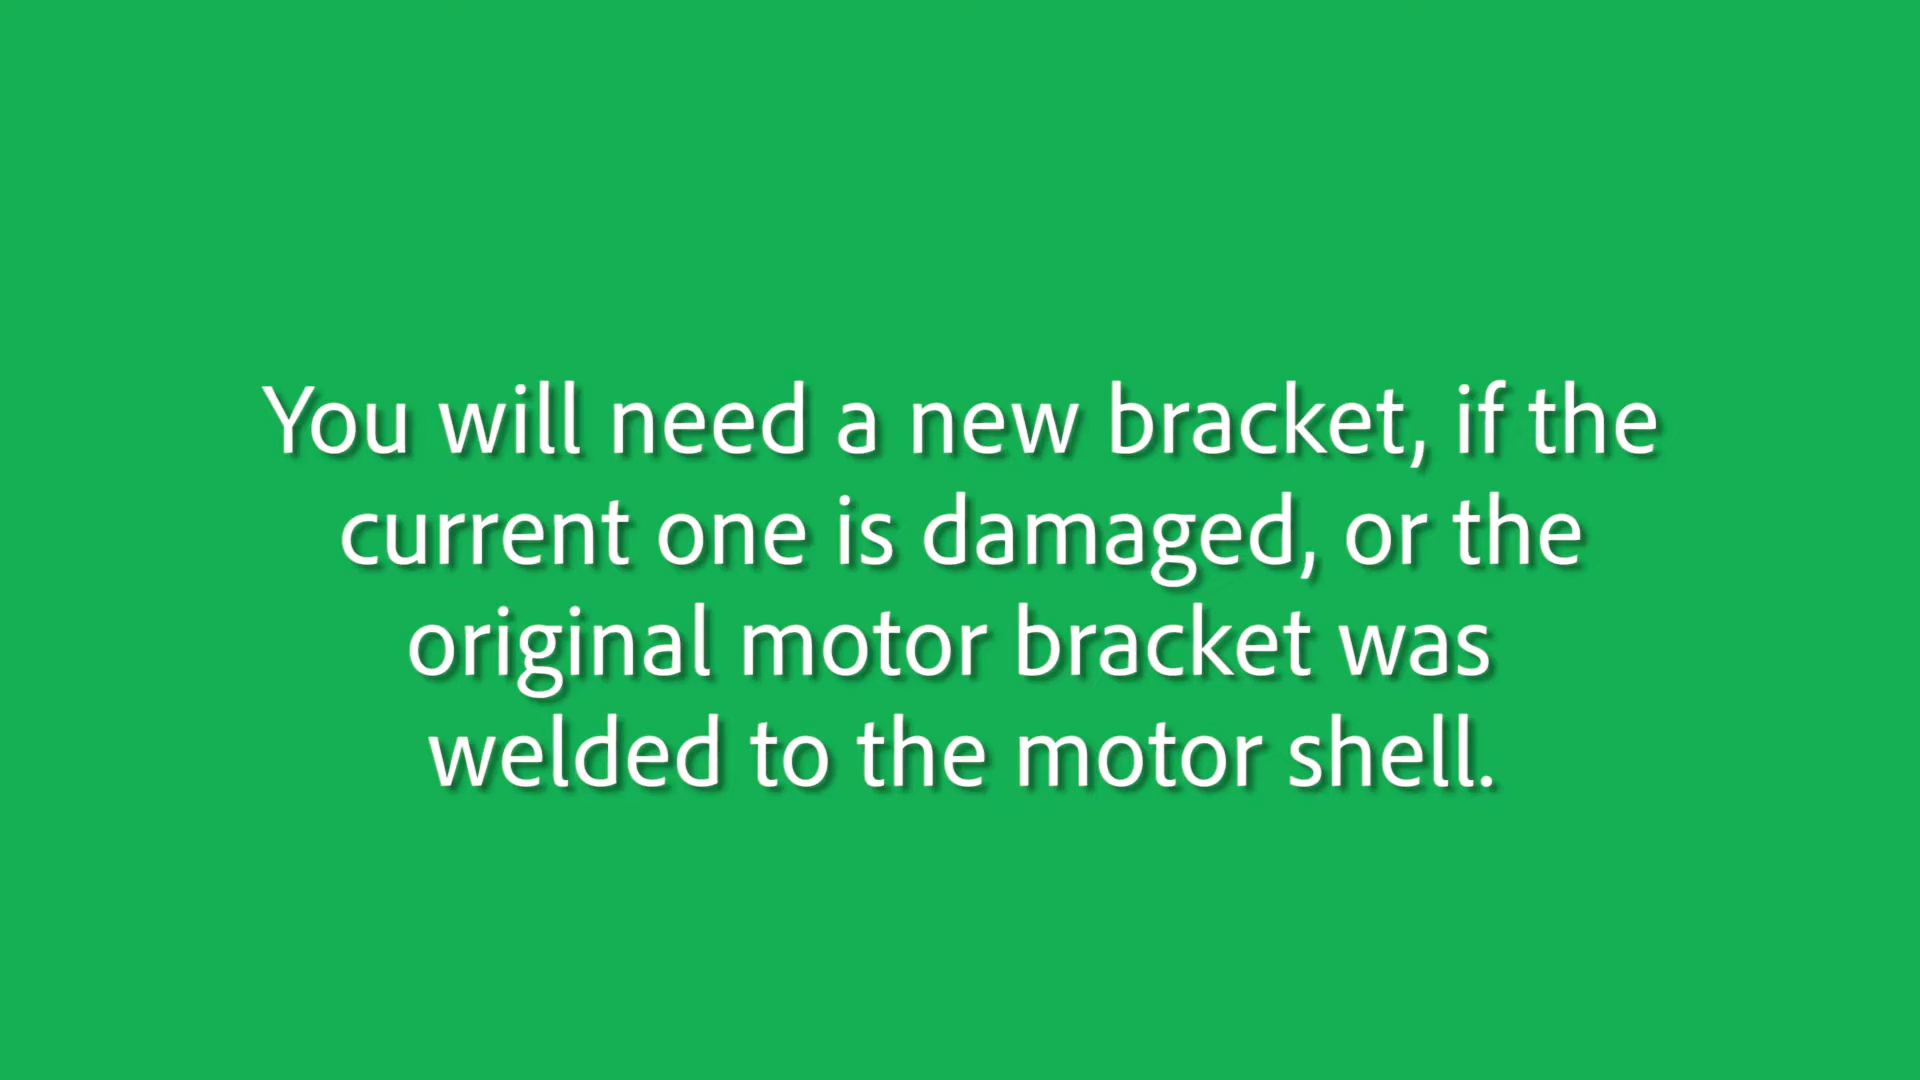 You will need a new bracket, if the
current one is damaged, or the
original motor bracket was
welded to the motor shell.